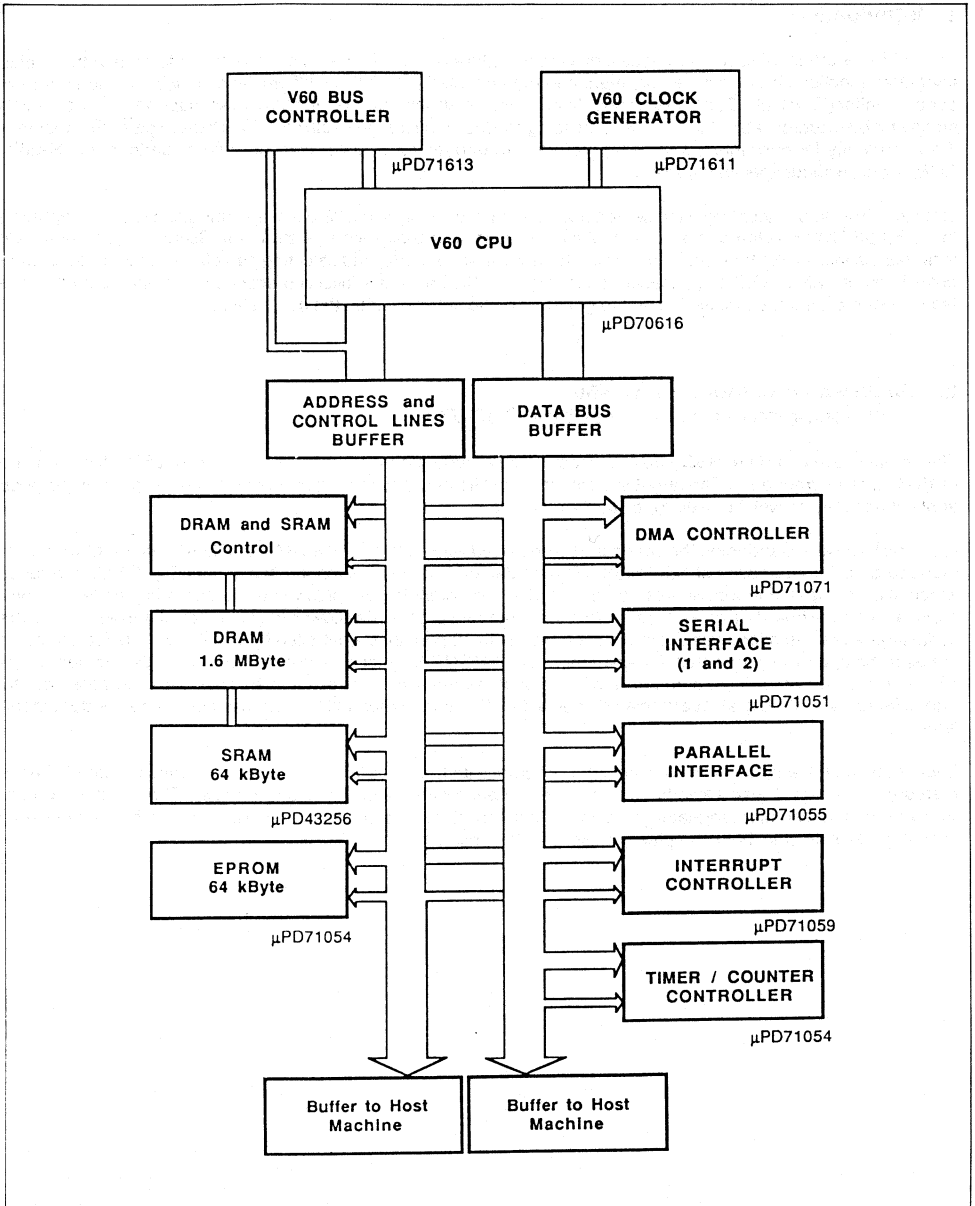 V60 BUS
CONTROLLER
μPD71613
V60 CLOCK
GENERATOR
μPD71611
V60 CPU
μPD70616
ADDRESS and
CONTROL LINES
BUFFER
DATA BUS
BUFFER
DRAM and SRAM
Control
DMA CONTROLLER
μPD71071
DRAM
1.6 MByte
SERIAL
INTERFACE
(1 and 2)
μPD71051
SRAM
64 kByte
μPD43256
PARALLEL
INTERFACE
μPD71055
EPROM
64 kByte
μPD71054
INTERRUPT
CONTROLLER
μPD71059
TIMER / COUNTER
CONTROLLER
μPD71054
Buffer to Host
Machine
Buffer to Host
Machine